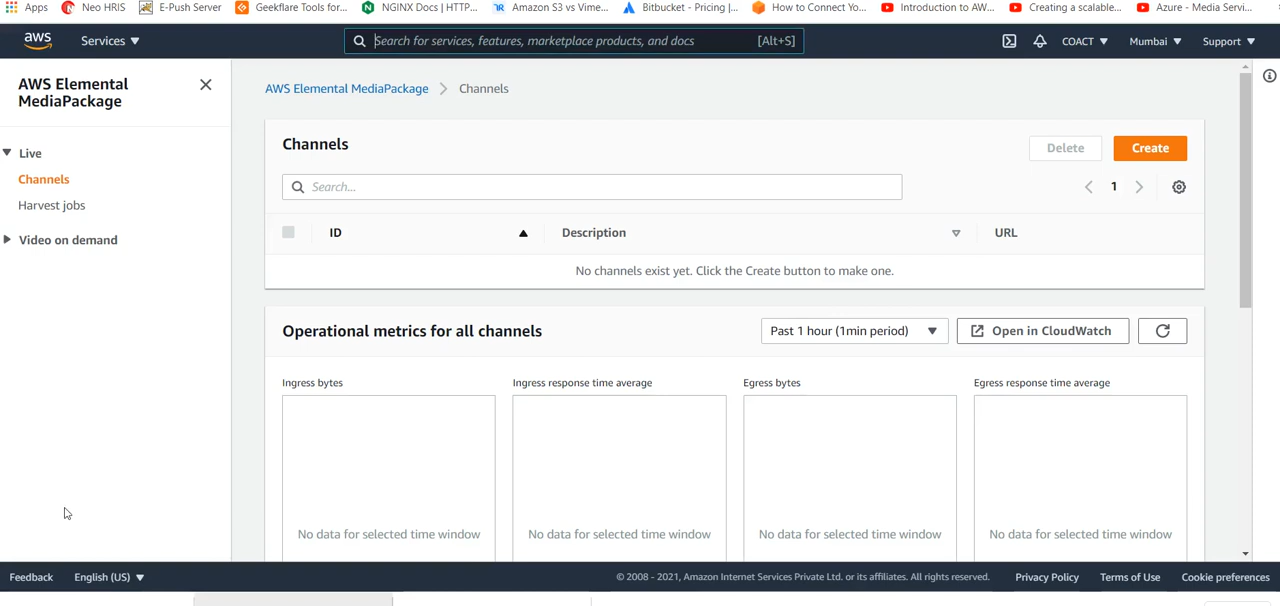 Apps Neo HRIS E-Push Server Geekflare Tools for... NGINX Docs | HTTP... Amazon S3 vs Vime... Bitbucket - Pricing |... How to Connect Yo... Introduction to AW... Creating a scalable... Azure - Media Servi...
aws Services Search for services, features, marketplace products, and docs [Alt+S] COACT Mumbai Support
AWS Elemental
MediaPackage
Live
Channels
Harvest jobs
Video on demand
AWS Elemental MediaPackage Channels
Channels Delete Create
Search... 1
ID Description URL
No channels exist yet. Click the Create button to make one.
Operational metrics for all channels Past 1 hour (1min period) Open in CloudWatch
Ingress bytes Ingress response time average Egress bytes Egress response time average
No data for selected time window No data for selected time window No data for selected time window No data for selected time window
Feedback English (US) © 2008 - 2021, Amazon Internet Services Private Ltd. or its affiliates. All rights reserved. Privacy Policy Terms of Use Cookie preferences